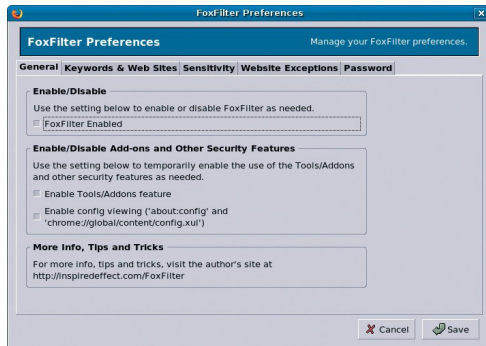 FoxFilter Preferences
FoxFilter Preferences
Manage your FoxFilter preferences.
General Keywords & Web Sites Sensitivity Website Exceptions Password
Enable/Disable
Use the setting below to enable or disable FoxFilter as needed.
FoxFilter Enabled
Enable/Disable Add-ons and Other Security Features
Use the setting below to temporarily enable the use of the Tools/Addons
and other security features as needed.
Enable Tools/Addons feature
Enable config viewing ('about:config' and
'chrome://global/content/config.xul')
More Info, Tips and Tricks
For more info, tips and tricks, visit the author's site at
http://inspiredeffect.com/FoxFilter
Cancel Save